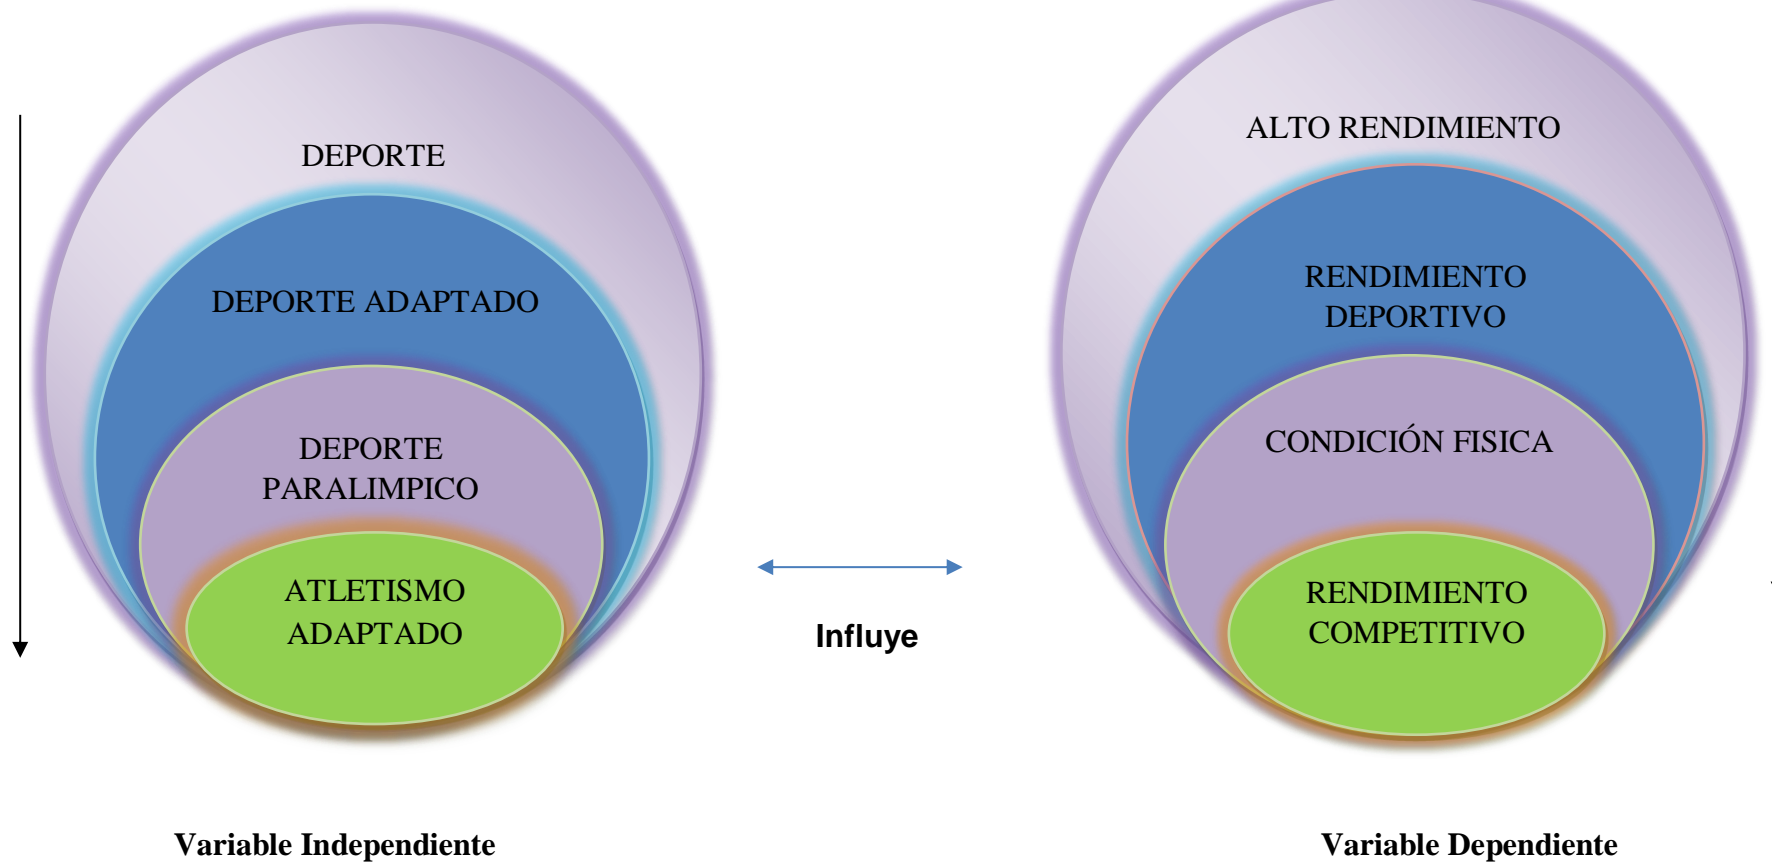 DEPORTE
DEPORTE ADAPTADO
DEPORTE
PARALIMPICO
ATLETISMO
ADAPTADO
Influye
ALTO RENDIMIENTO
RENDIMIENTO
DEPORTIVO
CONDICIÓN FISICA
RENDIMIENTO
COMPETITIVO
Variable Independiente
Variable Dependiente